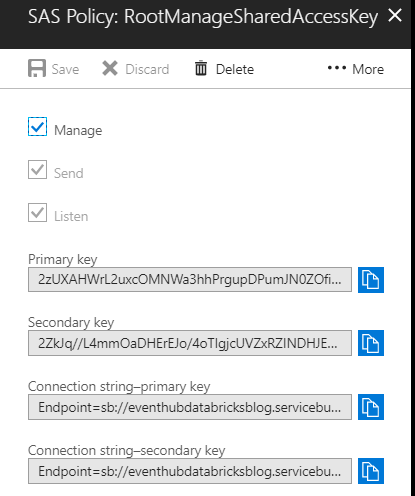 SAS Policy: RootManageSharedAccessKey
Save Discard Delete ••• More
Manage
Send
Listen
Primary key
2zUXAHWrL2uxcOMNWa3hhPrgupDPumJN0ZOfi...
Secondary key
2ZkJq//L4mmOaDHErEJo/4oTIgjcUVZxRZINDHJE...
Connection string–primary key
Endpoint=sb://eventhubdatabricksblog.servicebu...
Connection string–secondary key
Endpoint=sb://eventhubdatabricksblog.servicebu...